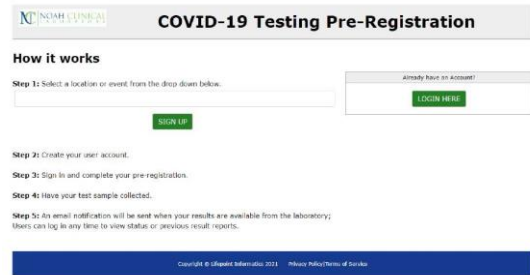 NC NOAH CLINICAL
LABORATORY
COVID-19 Testing Pre-Registration
How it works
Step 1: Select a location or event from the drop down below.
SIGN UP
Already have an Account?
LOGIN HERE
Step 2: Create your user account.
Step 3: Sign in and complete your pre-registration.
Step 4: Have your test sample collected.
Step 5: An email notification will be sent when your results are available from the laboratory;
Users can log in any time to view status or previous result reports.
Copyright © Lifepoint Informatics 2021 Privacy Policy|Terms of Service